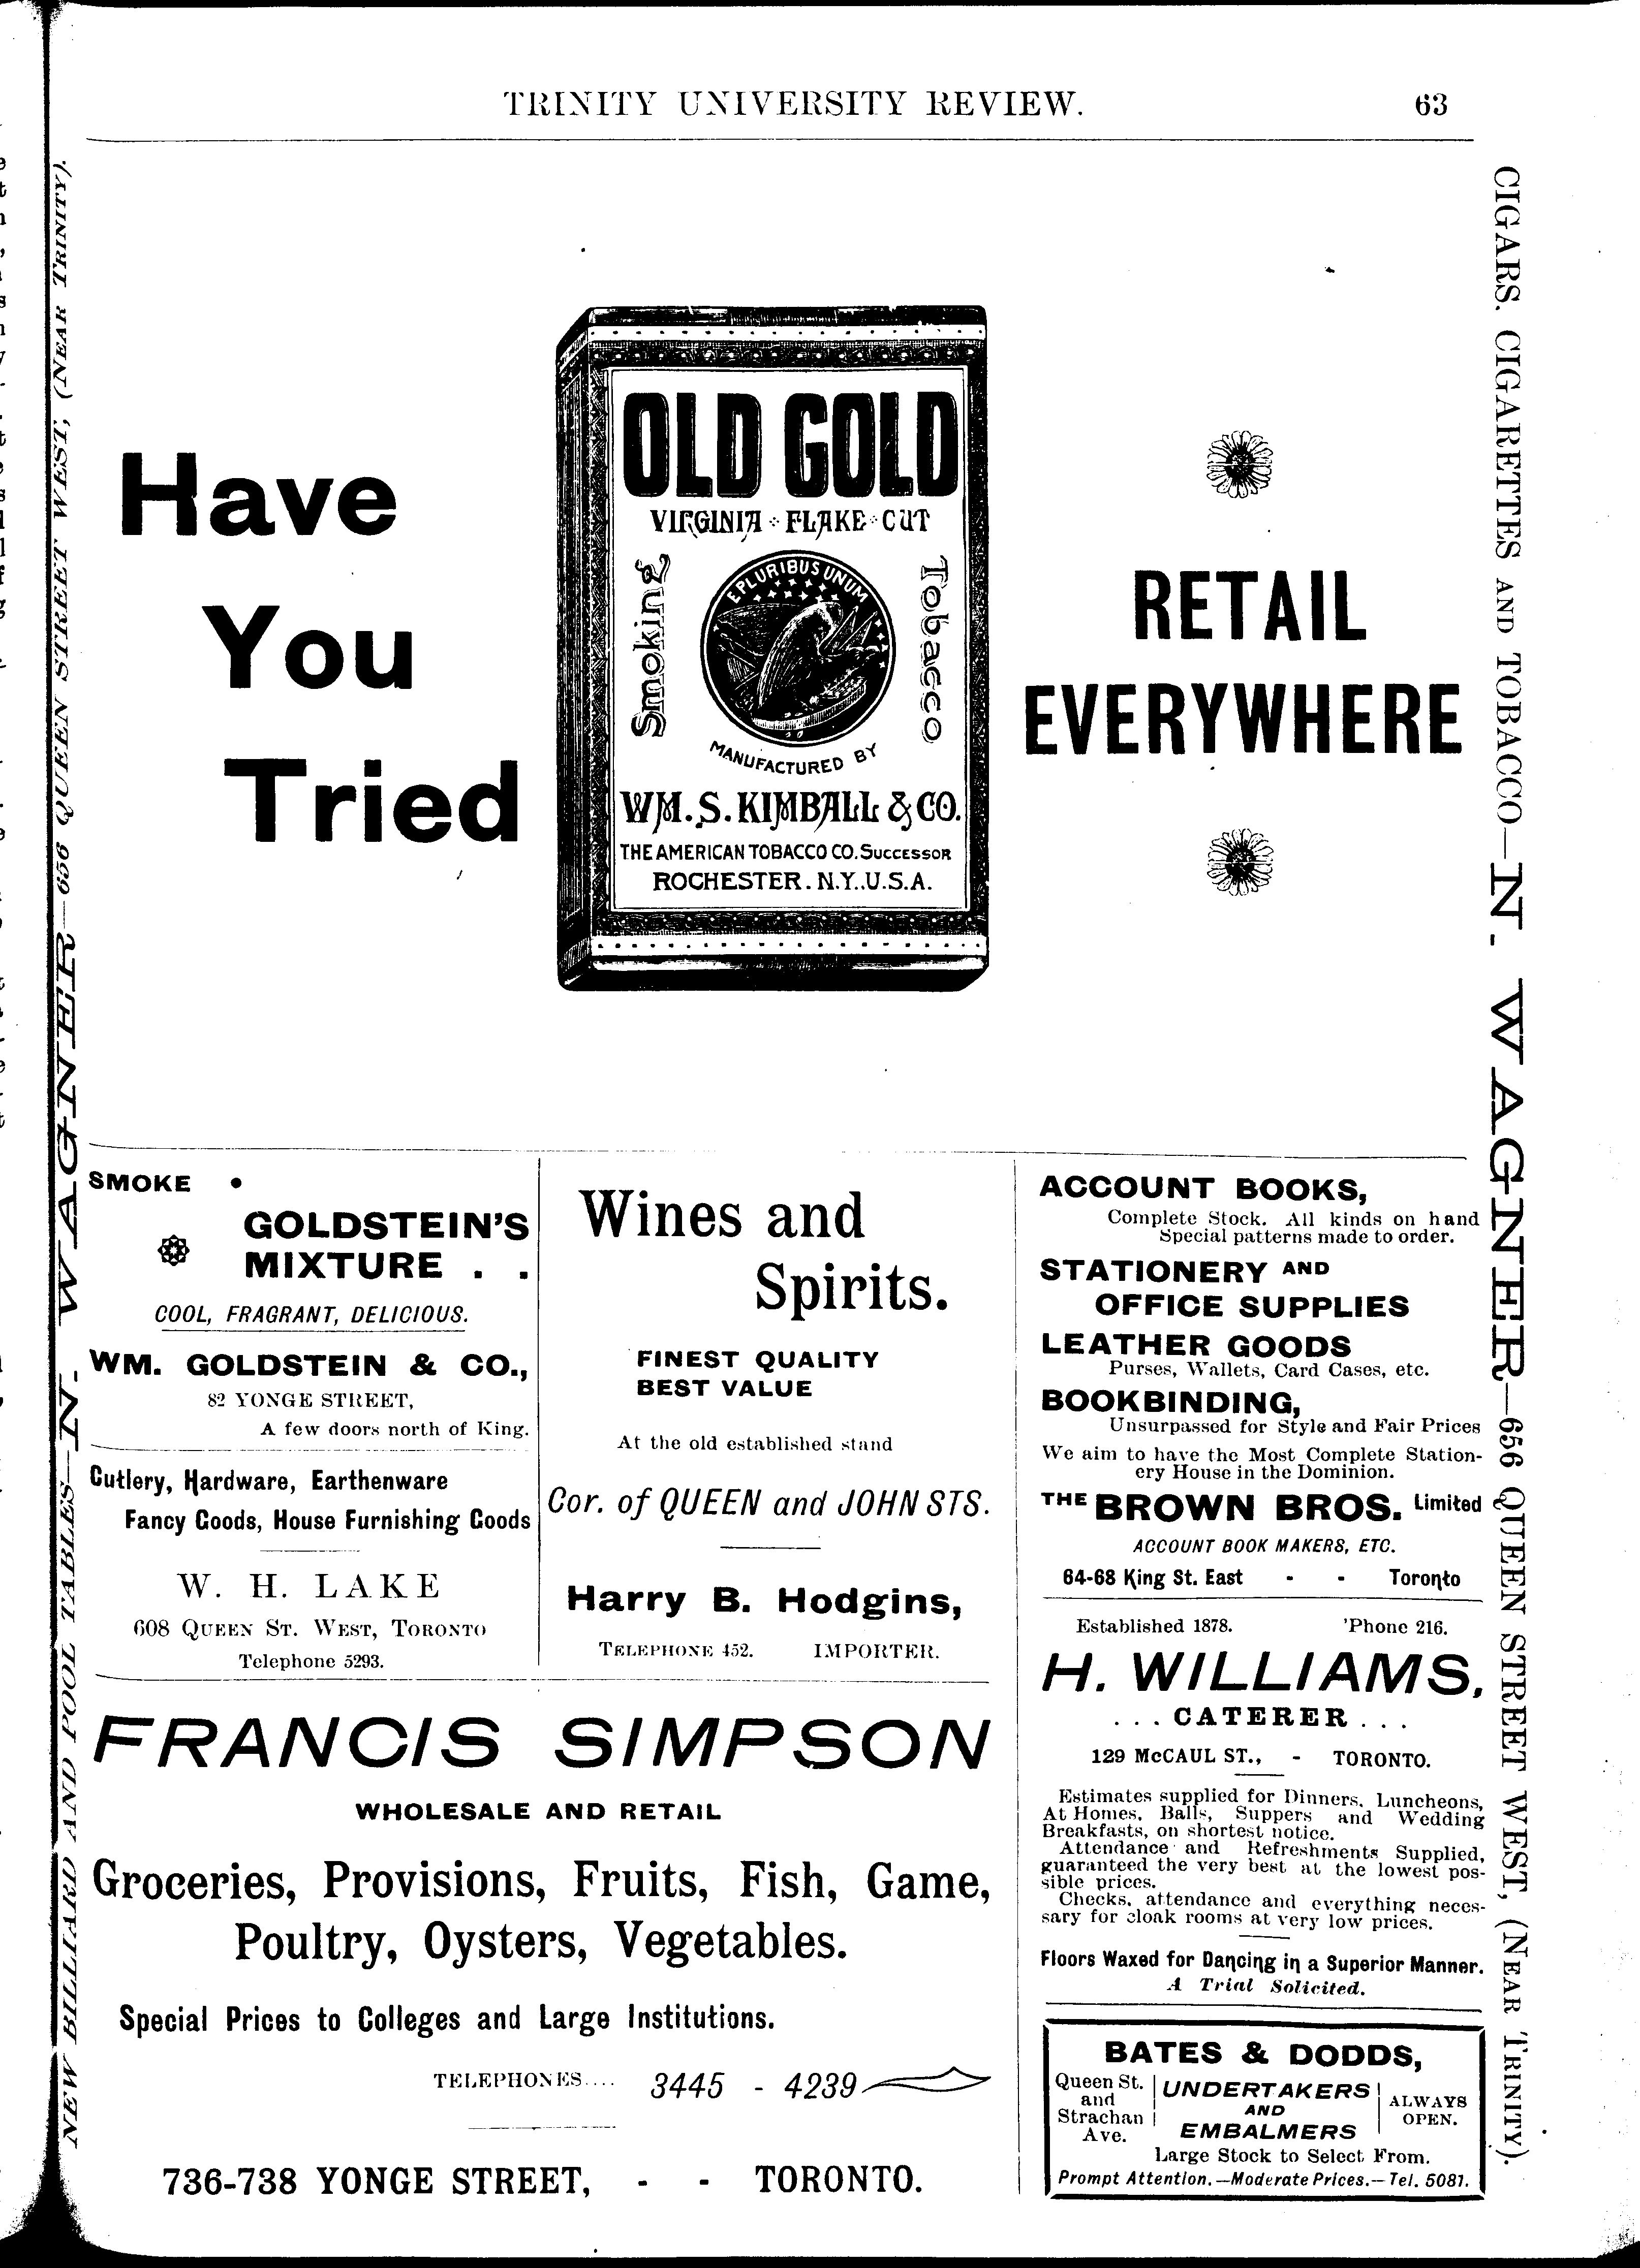 TRINITY UNIVERSITY REVIEW. 63
NEW BILLIARD AND POOL TABLES—N. WAGNER—656 QUEEN STREET WEST, (NEAR TRINITY).
Have
You
Tried
OLD GOLD
VIRGINIA FLAKE CUT
Smoking
E PLURIBUS UNUM
Tobacco
MANUFACTURED BY
WM. S. KIMBALL & CO.
THE AMERICAN TOBACCO CO. SUCCESSOR
ROCHESTER. N.Y..U.S.A.
RETAIL
EVERYWHERE
CIGARS. CIGARETTES AND TOBACCO—N. WAGNER—656 QUEEN STREET WEST, (NEAR TRINITY).
SMOKE
GOLDSTEIN'S
MIXTURE . .
COOL, FRAGRANT, DELICIOUS.
WM. GOLDSTEIN & CO.,
82 YONGE STREET,
A few doors north of King.
Cutlery, Hardware, Earthenware
Fancy Goods, House Furnishing Goods
W. H. LAKE
608 QUEEN ST. WEST, TORONTO
Telephone 5293.
Wines and
Spirits.
FINEST QUALITY
BEST VALUE
At the old established stand
Cor. of QUEEN and JOHN STS.
Harry B. Hodgins,
TELEPHONE 452. IMPORTER.
FRANCIS SIMPSON
WHOLESALE AND RETAIL
Groceries, Provisions, Fruits, Fish, Game,
Poultry, Oysters, Vegetables.
Special Prices to Colleges and Large Institutions.
TELEPHONES.... 3445 - 4239
736-738 YONGE STREET, - - TORONTO.
ACCOUNT BOOKS,
Complete Stock. All kinds on hand
Special patterns made to order.
STATIONERY AND
OFFICE SUPPLIES
LEATHER GOODS
Purses, Wallets, Card Cases, etc.
BOOKBINDING,
Unsurpassed for Style and Fair Prices
We aim to have the Most Complete Station-
ery House in the Dominion.
THE BROWN BROS. Limited
ACCOUNT BOOK MAKERS, ETC.
64-68 King St. East - - Toronto
Established 1878. 'Phone 216.
H. WILLIAMS,
. . . CATERER . . .
129 McCAUL ST., - TORONTO.
Estimates supplied for Dinners, Luncheons,
At Homes, Balls, Suppers and Wedding
Breakfasts, on shortest notice.
Attendance and Refreshments Supplied,
guaranteed the very best at the lowest pos-
sible prices.
Checks, attendance and everything neces-
sary for cloak rooms at very low prices.
Floors Waxed for Dancing in a Superior Manner.
A Trial Solicited.
BATES & DODDS,
Queen St. and Strachan Ave.
UNDERTAKERS
AND
EMBALMERS
ALWAYS OPEN.
Large Stock to Select From.
Prompt Attention.—Moderate Prices.—Tel. 5081.